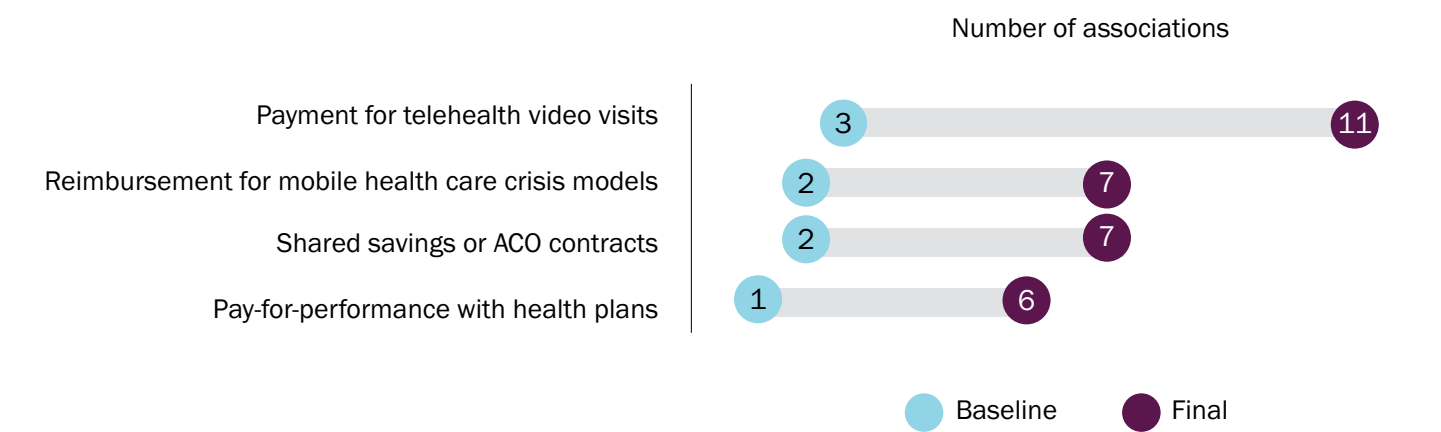 Number of associations
Payment for telehealth video visits
3
11
Reimbursement for mobile health care crisis models
2
7
Shared savings or ACO contracts
2
7
Pay-for-performance with health plans
1
6
Baseline
Final